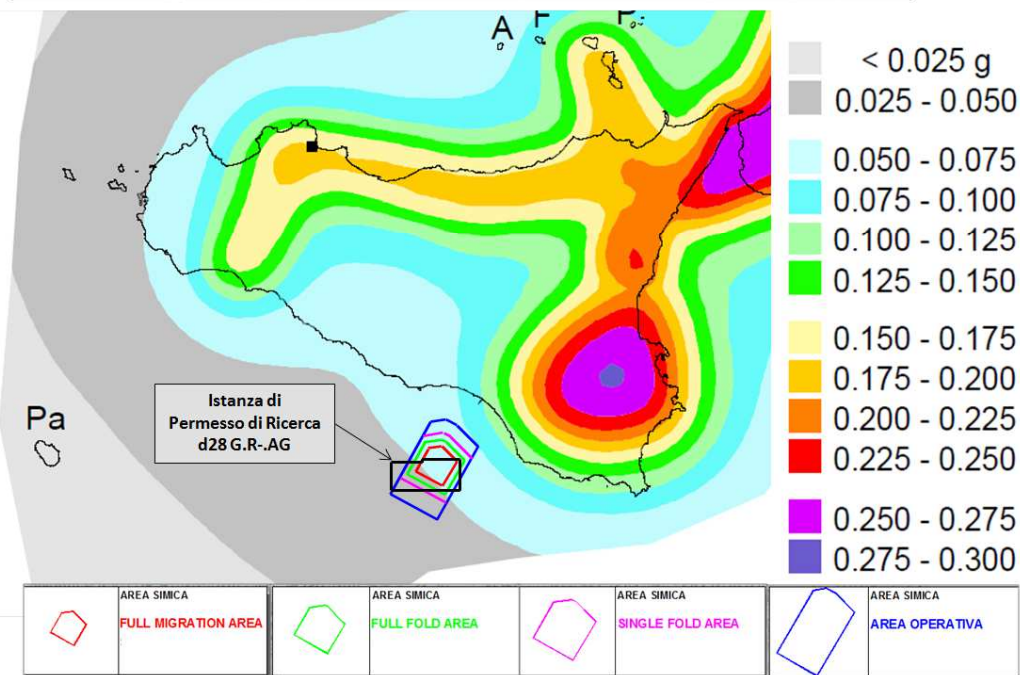 A
F
P
< 0.025 g
0.025 - 0.050
0.050 - 0.075
0.075 - 0.100
0.100 - 0.125
0.125 - 0.150
0.150 - 0.175
0.175 - 0.200
0.200 - 0.225
0.225 - 0.250
0.250 - 0.275
0.275 - 0.300
Pa
Istanza di
Permesso di Ricerca
d28 G.R-.AG
AREA SIMICA
FULL MIGRATION AREA
AREA SIMICA
FULL FOLD AREA
AREA SIMICA
SINGLE FOLD AREA
AREA SIMICA
AREA OPERATIVA